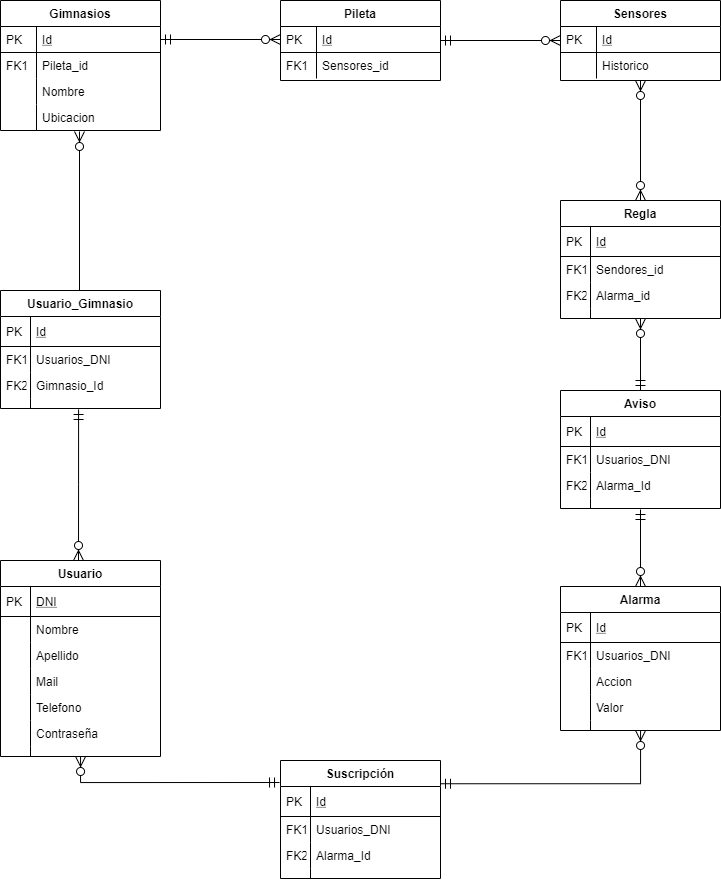 Gimnasios
PK Id
FK1 Pileta_id
Nombre
Ubicacion
Pileta
PK Id
FK1 Sensores_id
Sensores
PK Id
Historico
Regla
PK Id
FK1 Sendores_id
FK2 Alarma_id
Usuario_Gimnasio
PK Id
FK1 Usuarios_DNI
FK2 Gimnasio_Id
Aviso
PK Id
FK1 Usuarios_DNI
FK2 Alarma_Id
Usuario
PK DNI
Nombre
Apellido
Mail
Telefono
Contraseña
Alarma
PK Id
FK1 Usuarios_DNI
Accion
Valor
Suscripción
PK Id
FK1 Usuarios_DNI
FK2 Alarma_Id